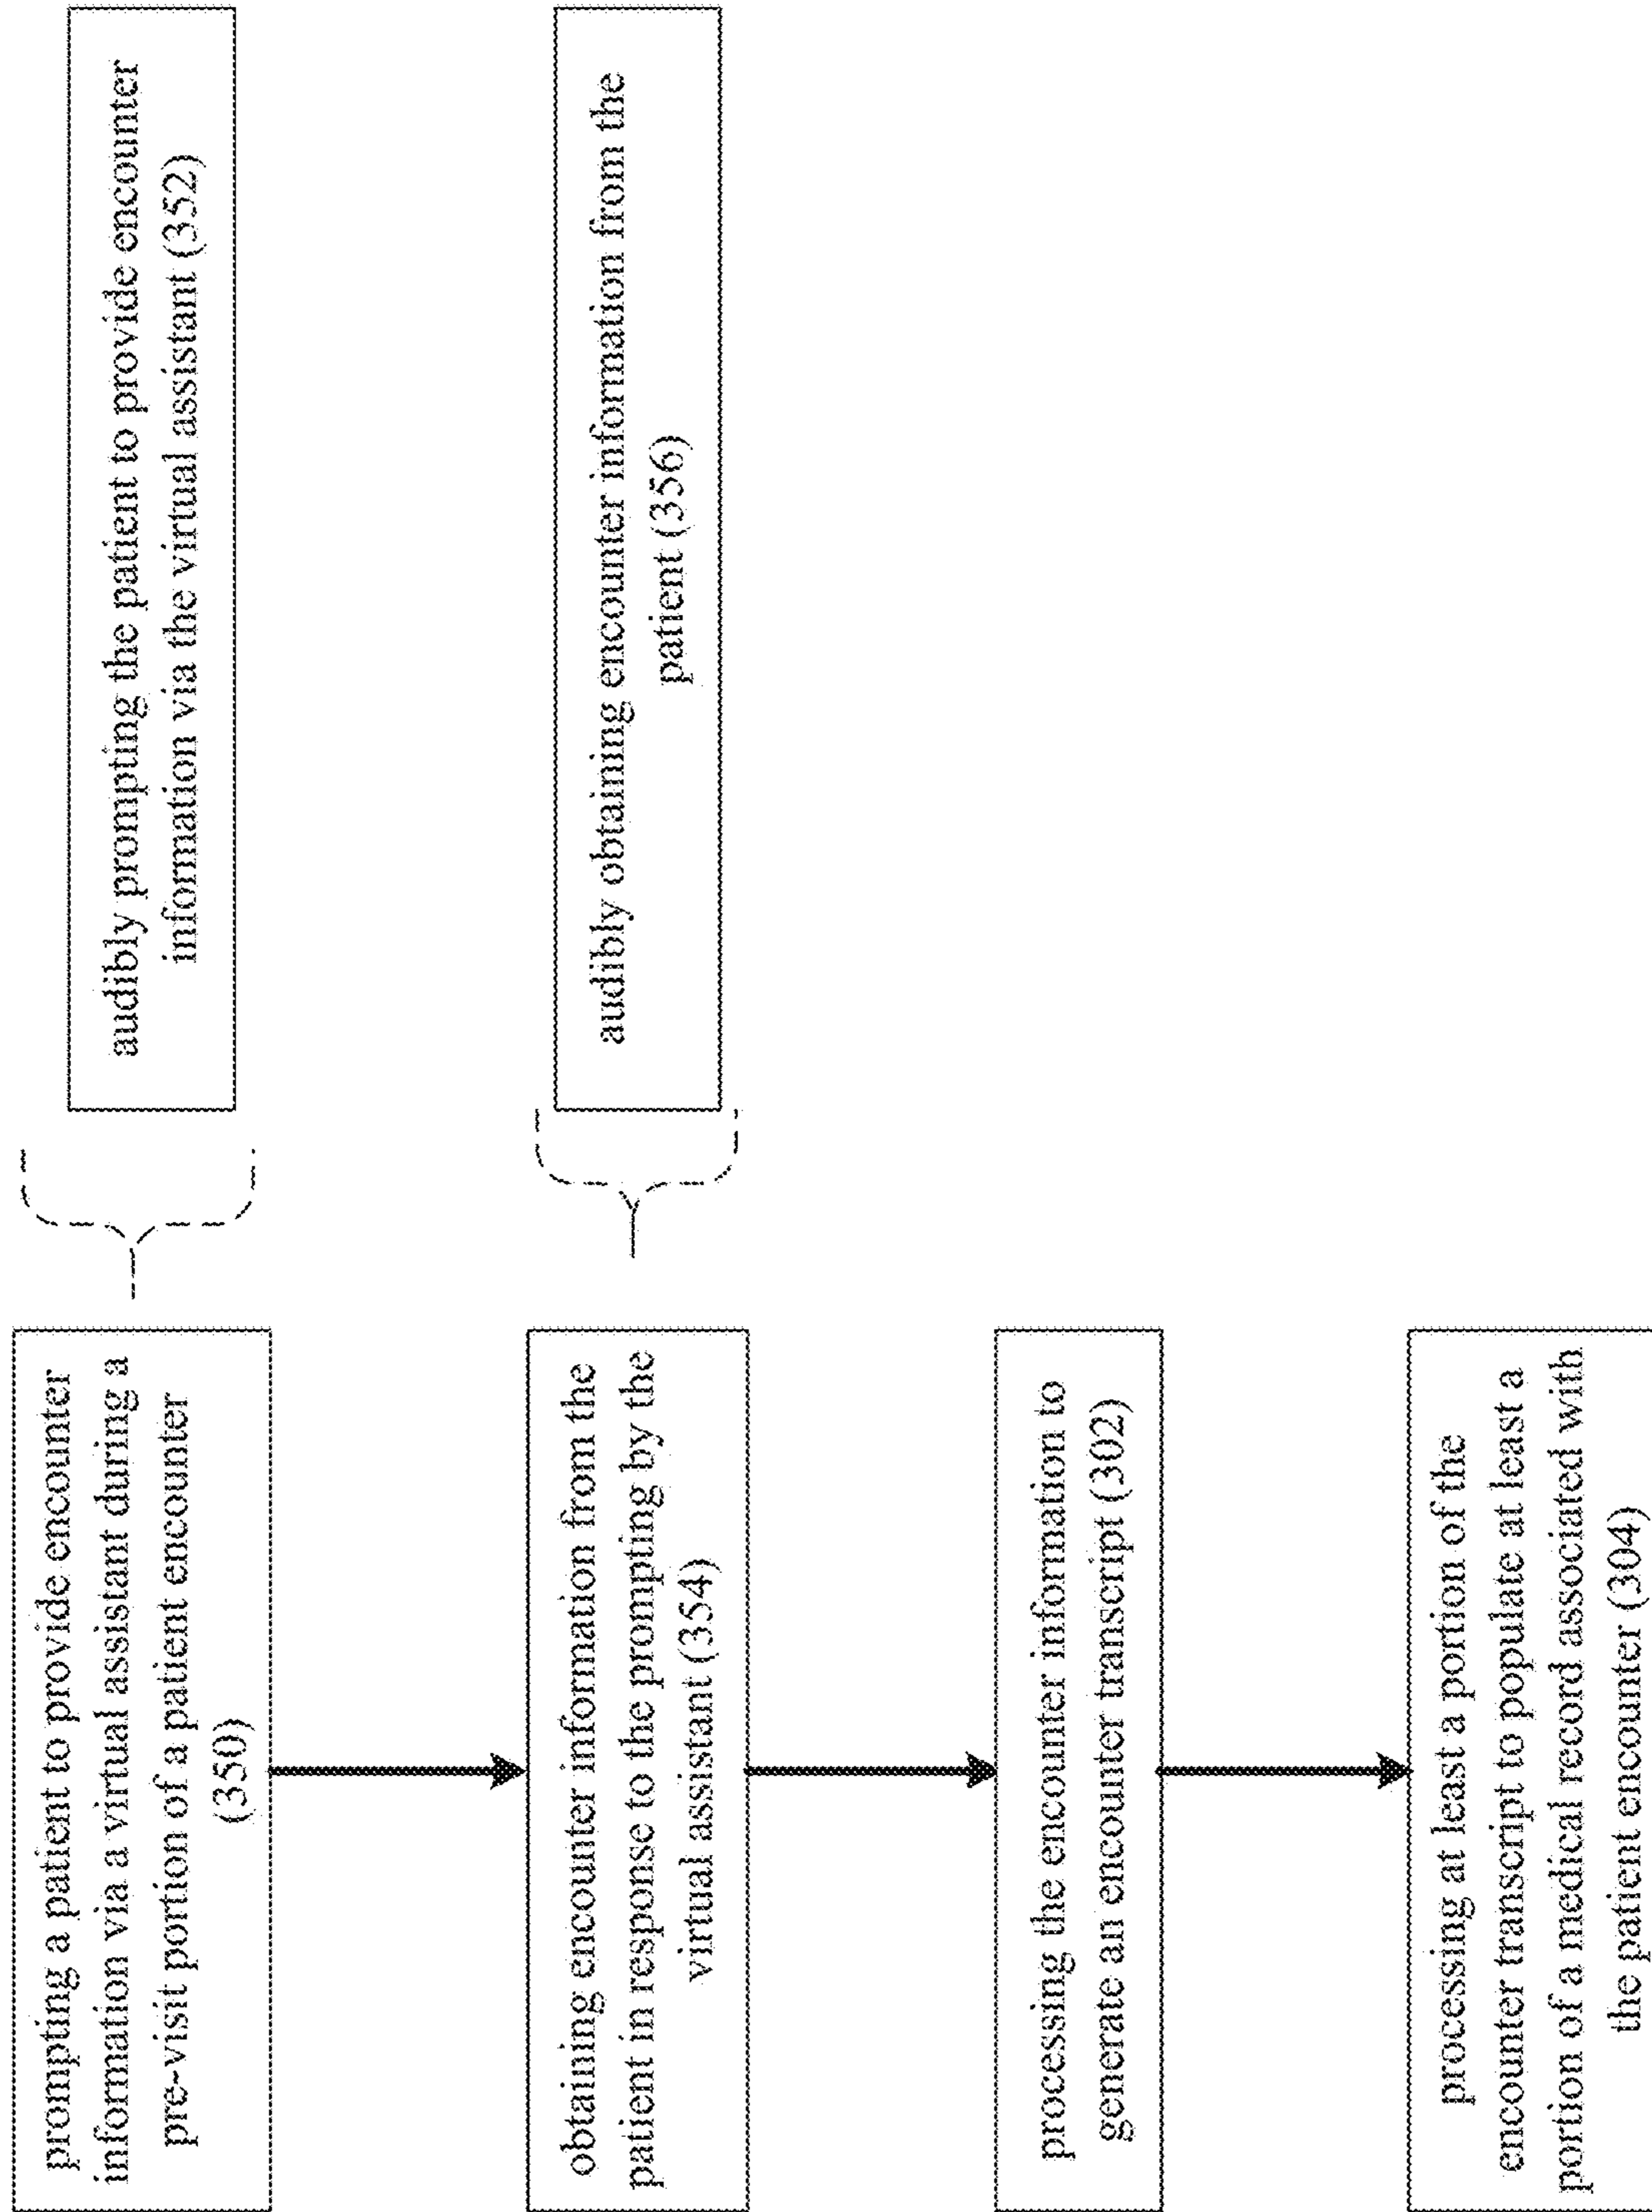 prompting a patient to provide encounter
information via a virtual assistant during a
pre-visit portion of a patient encounter
(350)
audibly prompting the patient to provide encounter
information via the virtual assistant (352)
obtaining encounter information from the
patient in response to the prompting by the
virtual assistant (354)
audibly obtaining encounter information from the
patient (356)
processing the encounter information to
generate an encounter transcript (302)
processing at least a portion of the
encounter transcript to populate at least a
portion of a medical record associated with
the patient encounter (304)